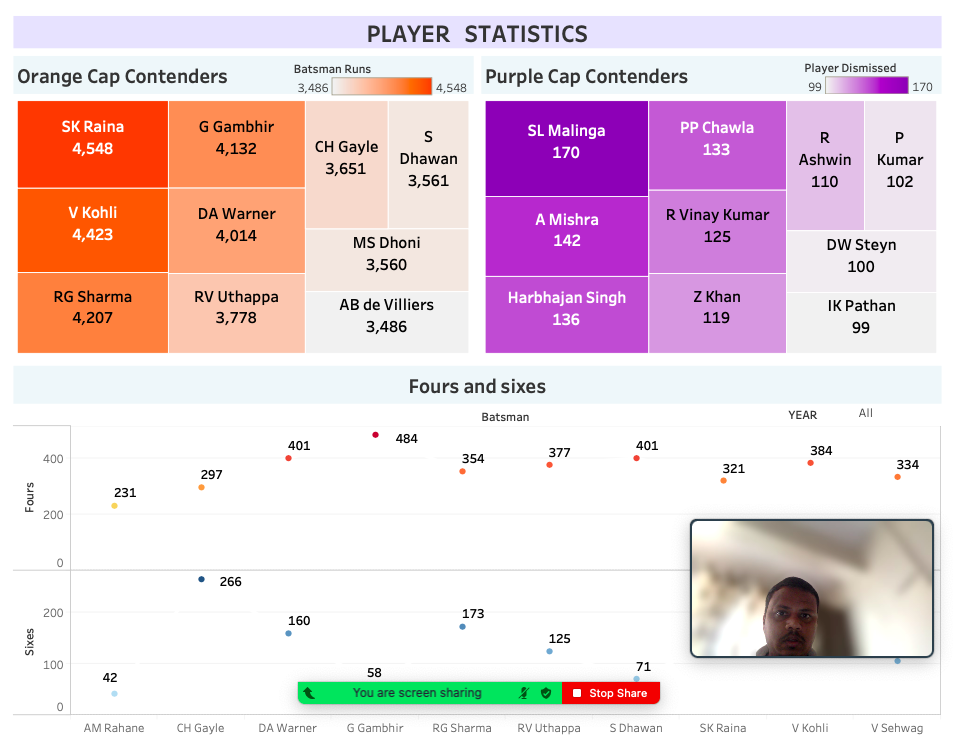 PLAYER STATISTICS
Orange Cap Contenders
Batsman Runs
3,486
4,548
Purple Cap Contenders
Player Dismissed
99
170
SK Raina
4,548
G Gambhir
4,132
CH Gayle
3,651
S
Dhawan
3,561
V Kohli
4,423
DA Warner
4,014
MS Dhoni
3,560
RG Sharma
4,207
RV Uthappa
3,778
AB de Villiers
3,486
SL Malinga
170
PP Chawla
133
R
Ashwin
110
P
Kumar
102
A Mishra
142
R Vinay Kumar
125
DW Steyn
100
Harbhajan Singh
136
Z Khan
119
IK Pathan
99
Fours and sixes
Batsman
YEAR
All
Fours
400
200
0
231
297
401
484
354
377
401
321
384
334
Sixes
200
100
0
42
266
160
58
173
125
71
You are screen sharing
Stop Share
AM Rahane
CH Gayle
DA Warner
G Gambhir
RG Sharma
RV Uthappa
S Dhawan
SK Raina
V Kohli
V Sehwag